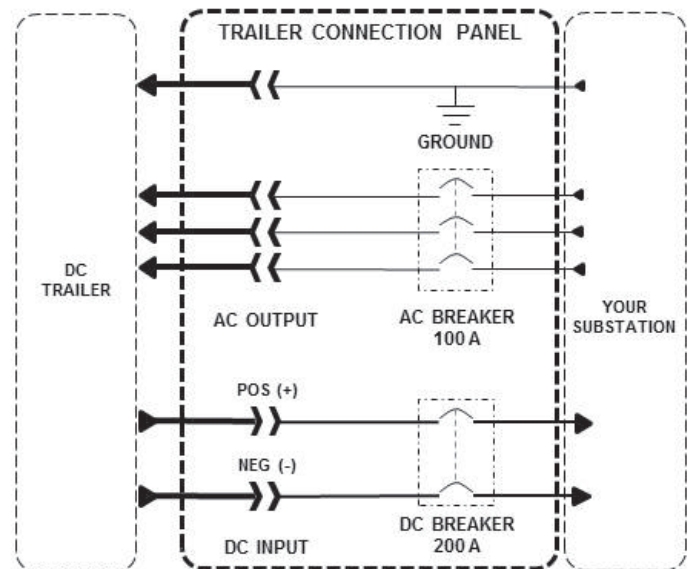 TRAILER CONNECTION PANEL
GROUND
DC
TRAILER
AC OUTPUT
AC BREAKER
100 A
YOUR
SUBSTATION
POS (+)
NEG (-)
DC INPUT
DC BREAKER
200 A